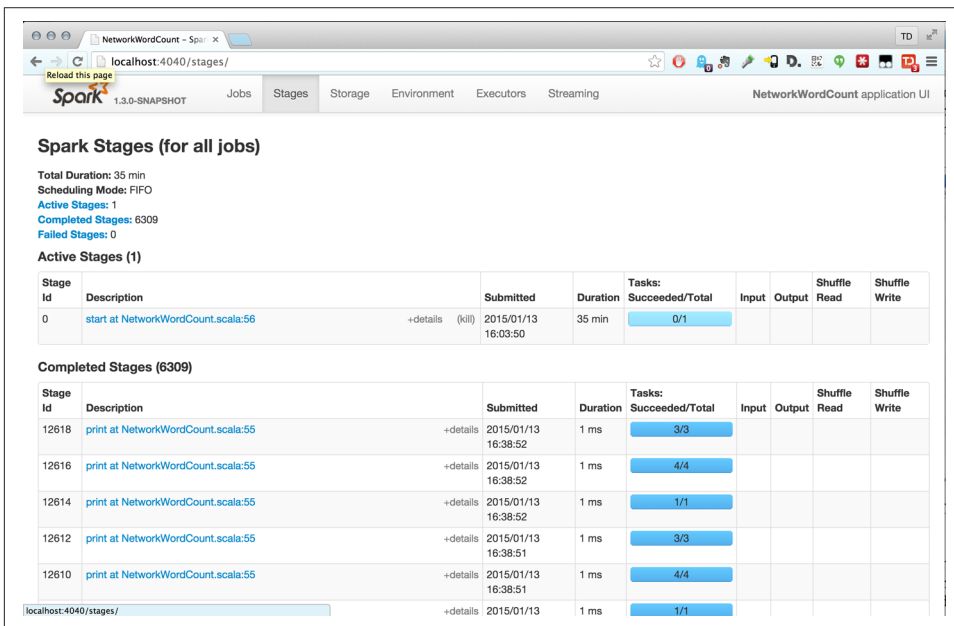 NetworkWordCount – Spar
TD
localhost:4040/stages/
Reload this page
Spark 1.3.0-SNAPSHOT Jobs Stages Storage Environment Executors Streaming NetworkWordCount application UI
Spark Stages (for all jobs)
Total Duration: 35 min
Scheduling Mode: FIFO
Active Stages: 1
Completed Stages: 6309
Failed Stages: 0
Active Stages (1)
Stage Id Description Submitted Duration Tasks: Succeeded/Total Input Output Shuffle Read Shuffle Write
0 start at NetworkWordCount.scala:56 +details (kill) 2015/01/13 16:03:50 35 min 0/1
Completed Stages (6309)
Stage Id Description Submitted Duration Tasks: Succeeded/Total Input Output Shuffle Read Shuffle Write
12618 print at NetworkWordCount.scala:55 +details 2015/01/13 16:38:52 1 ms 3/3
12616 print at NetworkWordCount.scala:55 +details 2015/01/13 16:38:52 1 ms 4/4
12614 print at NetworkWordCount.scala:55 +details 2015/01/13 16:38:52 1 ms 1/1
12612 print at NetworkWordCount.scala:55 +details 2015/01/13 16:38:51 1 ms 3/3
12610 print at NetworkWordCount.scala:55 +details 2015/01/13 16:38:51 1 ms 4/4
+details 2015/01/13 1 ms 1/1
localhost:4040/stages/